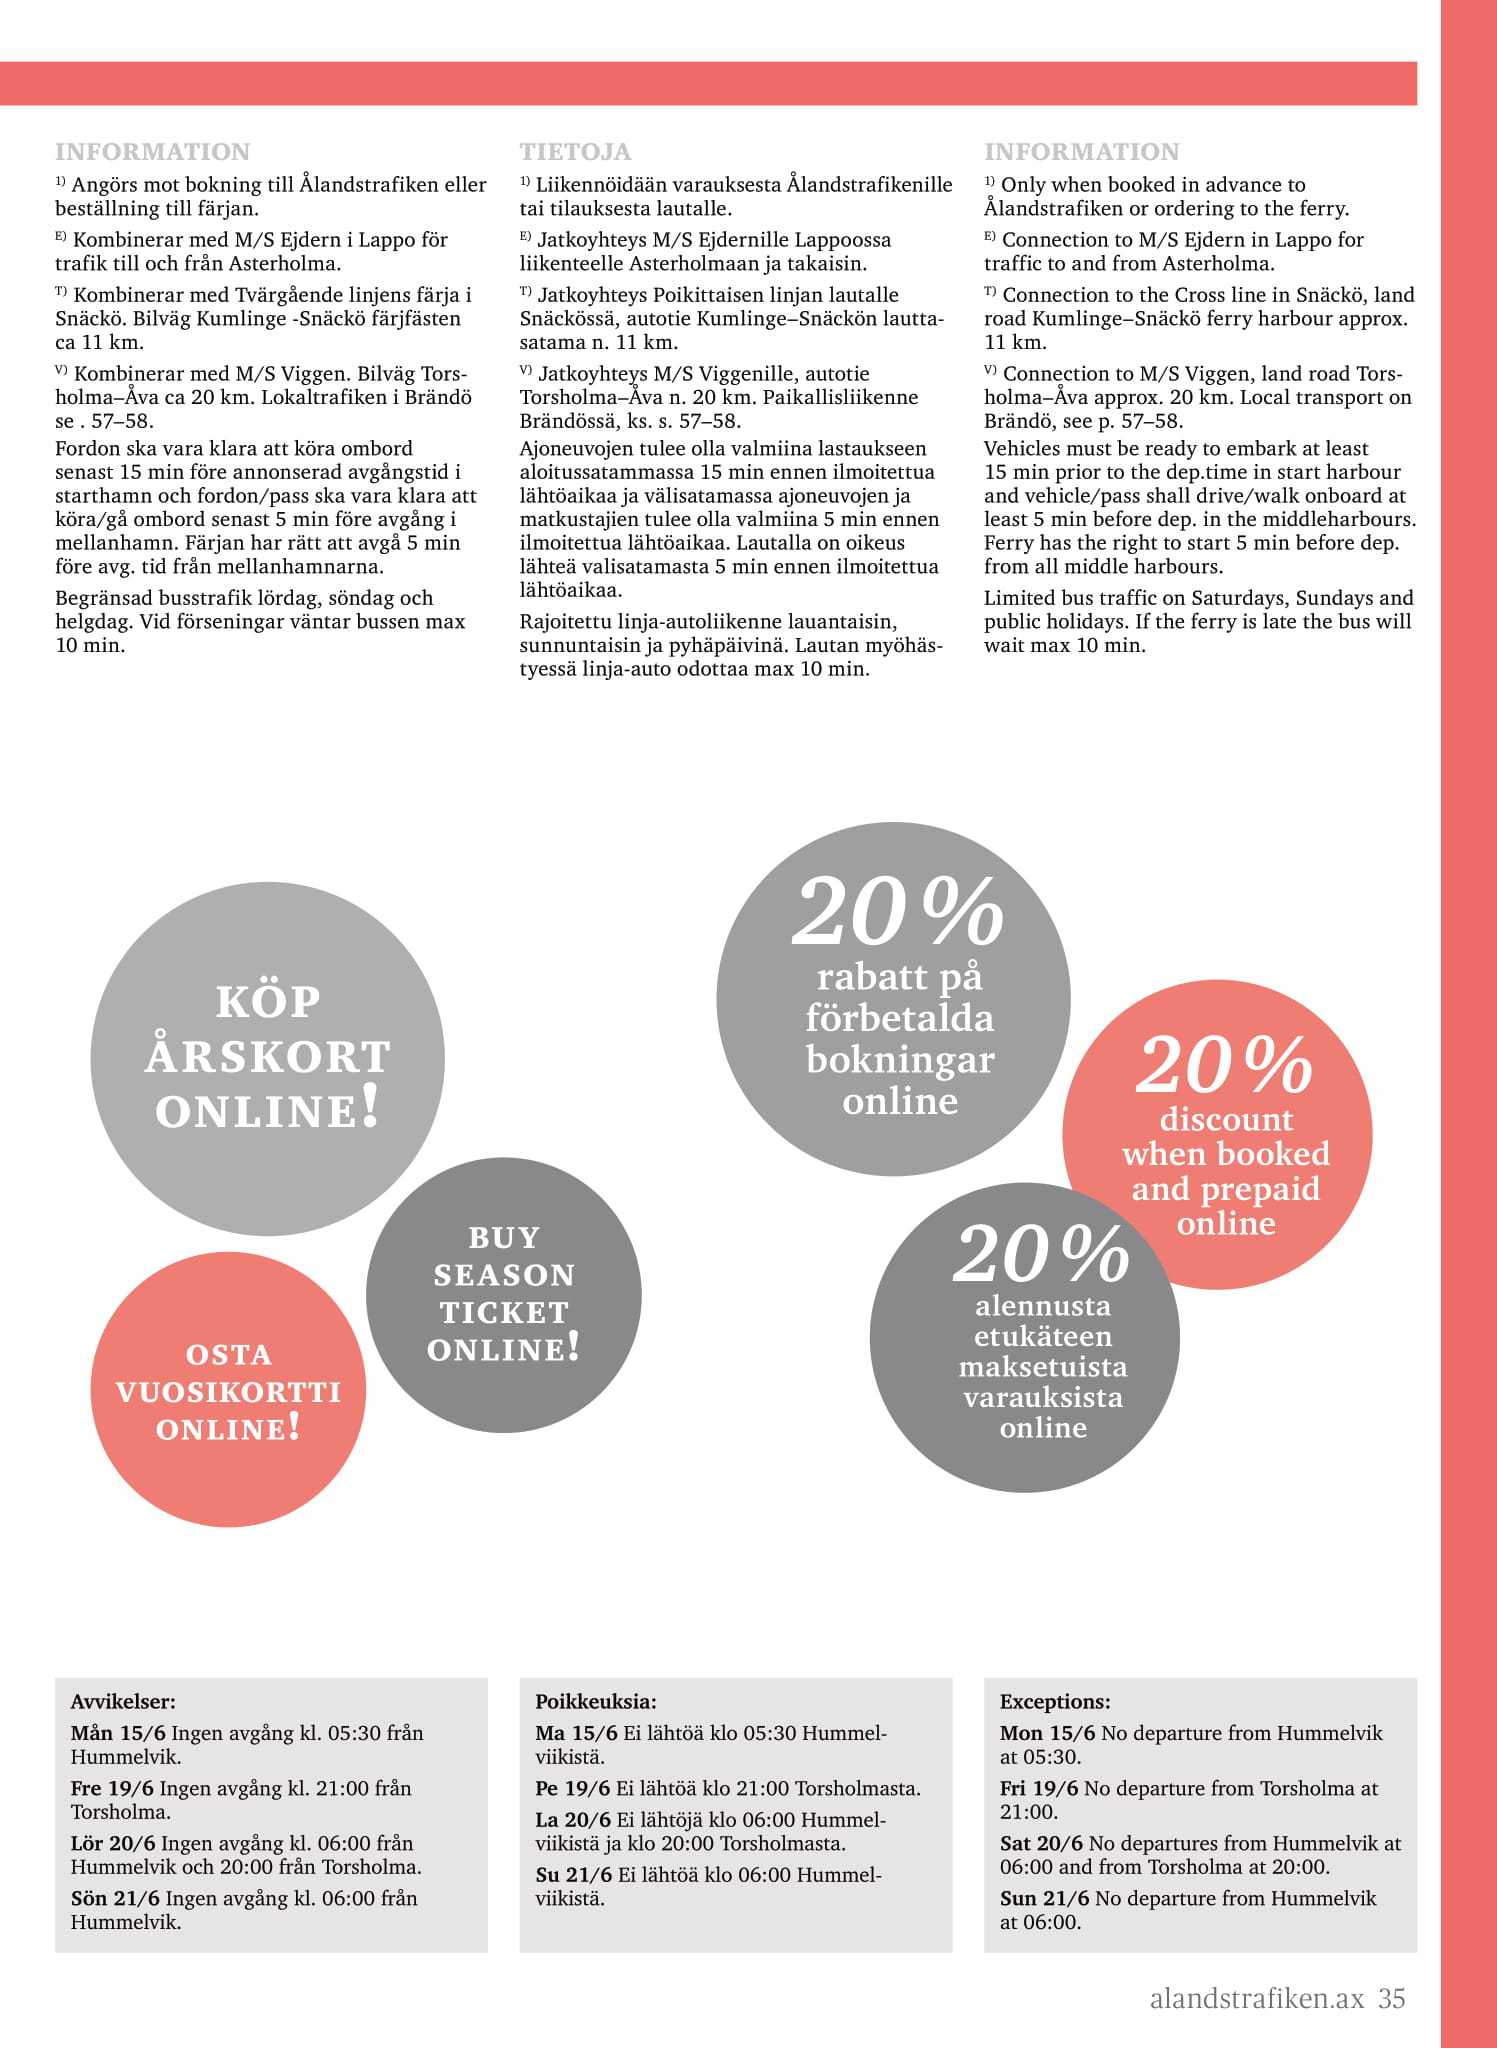 INFORMATION
1) Angörs mot bokning till Ålandstrafiken eller
beställning till färjan.
E) Kombinerar med M/S Ejdern i Lappo för
trafik till och från Asterholma.
T) Kombinerar med Tvärgående linjens färja i
Snäckö. Bilväg Kumlinge -Snäckö färjfästen
ca 11 km.
V) Kombinerar med M/S Viggen. Bilväg Tors-
holma–Åva ca 20 km. Lokaltrafiken i Brändö
se . 57–58.
Fordon ska vara klara att köra ombord
senast 15 min före annonserad avgångstid i
starthamn och fordon/pass ska vara klara att
köra/gå ombord senast 5 min före avgång i
mellanhamn. Färjan har rätt att avgå 5 min
före avg. tid från mellanhamnarna.
Begränsad busstrafik lördag, söndag och
helgdag. Vid förseningar väntar bussen max
10 min.
TIETOJA
1) Liikennöidään varauksesta Ålandstrafikenille
tai tilauksesta lautalle.
E) Jatkoyhteys M/S Ejdernille Lappoossa
liikenteelle Asterholmaan ja takaisin.
T) Jatkoyhteys Poikittaisen linjan lautalle
Snäckössä, autotie Kumlinge–Snäckön lautta-
satama n. 11 km.
V) Jatkoyhteys M/S Viggenille, autotie
Torsholma–Åva n. 20 km. Paikallisliikenne
Brändössä, ks. s. 57–58.
Ajoneuvojen tulee olla valmiina lastaukseen
aloitussatammassa 15 min ennen ilmoitettua
lähtöaikaa ja välisatamassa ajoneuvojen ja
matkustajien tulee olla valmiina 5 min ennen
ilmoitettua lähtöaikaa. Lautalla on oikeus
lähteä valisatamasta 5 min ennen ilmoitettua
lähtöaikaa.
Rajoitettu linja-autoliikenne lauantaisin,
sunnuntaisin ja pyhäpäivinä. Lautan myöhäs-
tyessä linja-auto odottaa max 10 min.
INFORMATION
1) Only when booked in advance to
Ålandstrafiken or ordering to the ferry.
E) Connection to M/S Ejdern in Lappo for
traffic to and from Asterholma.
T) Connection to the Cross line in Snäckö, land
road Kumlinge–Snäckö ferry harbour approx.
11 km.
V) Connection to M/S Viggen, land road Tors-
holma–Åva approx. 20 km. Local transport on
Brändö, see p. 57–58.
Vehicles must be ready to embark at least
15 min prior to the dep.time in start harbour
and vehicle/pass shall drive/walk onboard at
least 5 min before dep. in the middleharbours.
Ferry has the right to start 5 min before dep.
from all middle harbours.
Limited bus traffic on Saturdays, Sundays and
public holidays. If the ferry is late the bus will
wait max 10 min.
KÖP
ÅRSKORT
ONLINE!
BUY
SEASON
TICKET
ONLINE!
OSTA
VUOSIKORTTI
ONLINE!
20 %
rabatt på
förbetalda
bokningar
online
20 %
discount
when booked
and prepaid
online
20 %
alennusta
etukäteen
maksetuista
varauksista
online
Avvikelser:
Mån 15/6 Ingen avgång kl. 05:30 från
Hummelvik.
Fre 19/6 Ingen avgång kl. 21:00 från
Torsholma.
Lör 20/6 Ingen avgång kl. 06:00 från
Hummelvik och 20:00 från Torsholma.
Sön 21/6 Ingen avgång kl. 06:00 från
Hummelvik.
Poikkeuksia:
Ma 15/6 Ei lähtöä klo 05:30 Hummel-
viikistä.
Pe 19/6 Ei lähtöä klo 21:00 Torsholmasta.
La 20/6 Ei lähtöjä klo 06:00 Hummel-
viikistä ja klo 20:00 Torsholmasta.
Su 21/6 Ei lähtöä klo 06:00 Hummel-
viikistä.
Exceptions:
Mon 15/6 No departure from Hummelvik
at 05:30.
Fri 19/6 No departure from Torsholma at
21:00.
Sat 20/6 No departures from Hummelvik at
06:00 and from Torsholma at 20:00.
Sun 21/6 No departure from Hummelvik
at 06:00.
alandstrafiken.ax 35